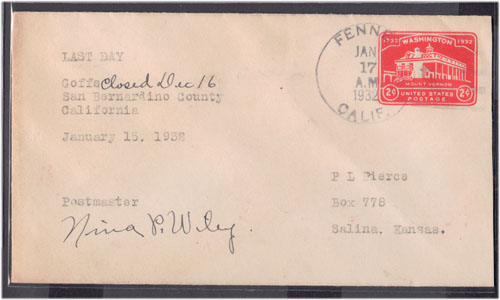 LAST DAY
Goffs Closed Dec 16
San Bernardino County
California
January 15, 1932
Postmaster
Nina P. Wiley
FENNE
JAN
17
A.M.
1932
CALIF.
1732 WASHINGTON 1932
MOUNT VERNON
2¢ UNITED STATES 2¢
POSTAGE
P L Pierce
Box 778
Salina, Kansas.